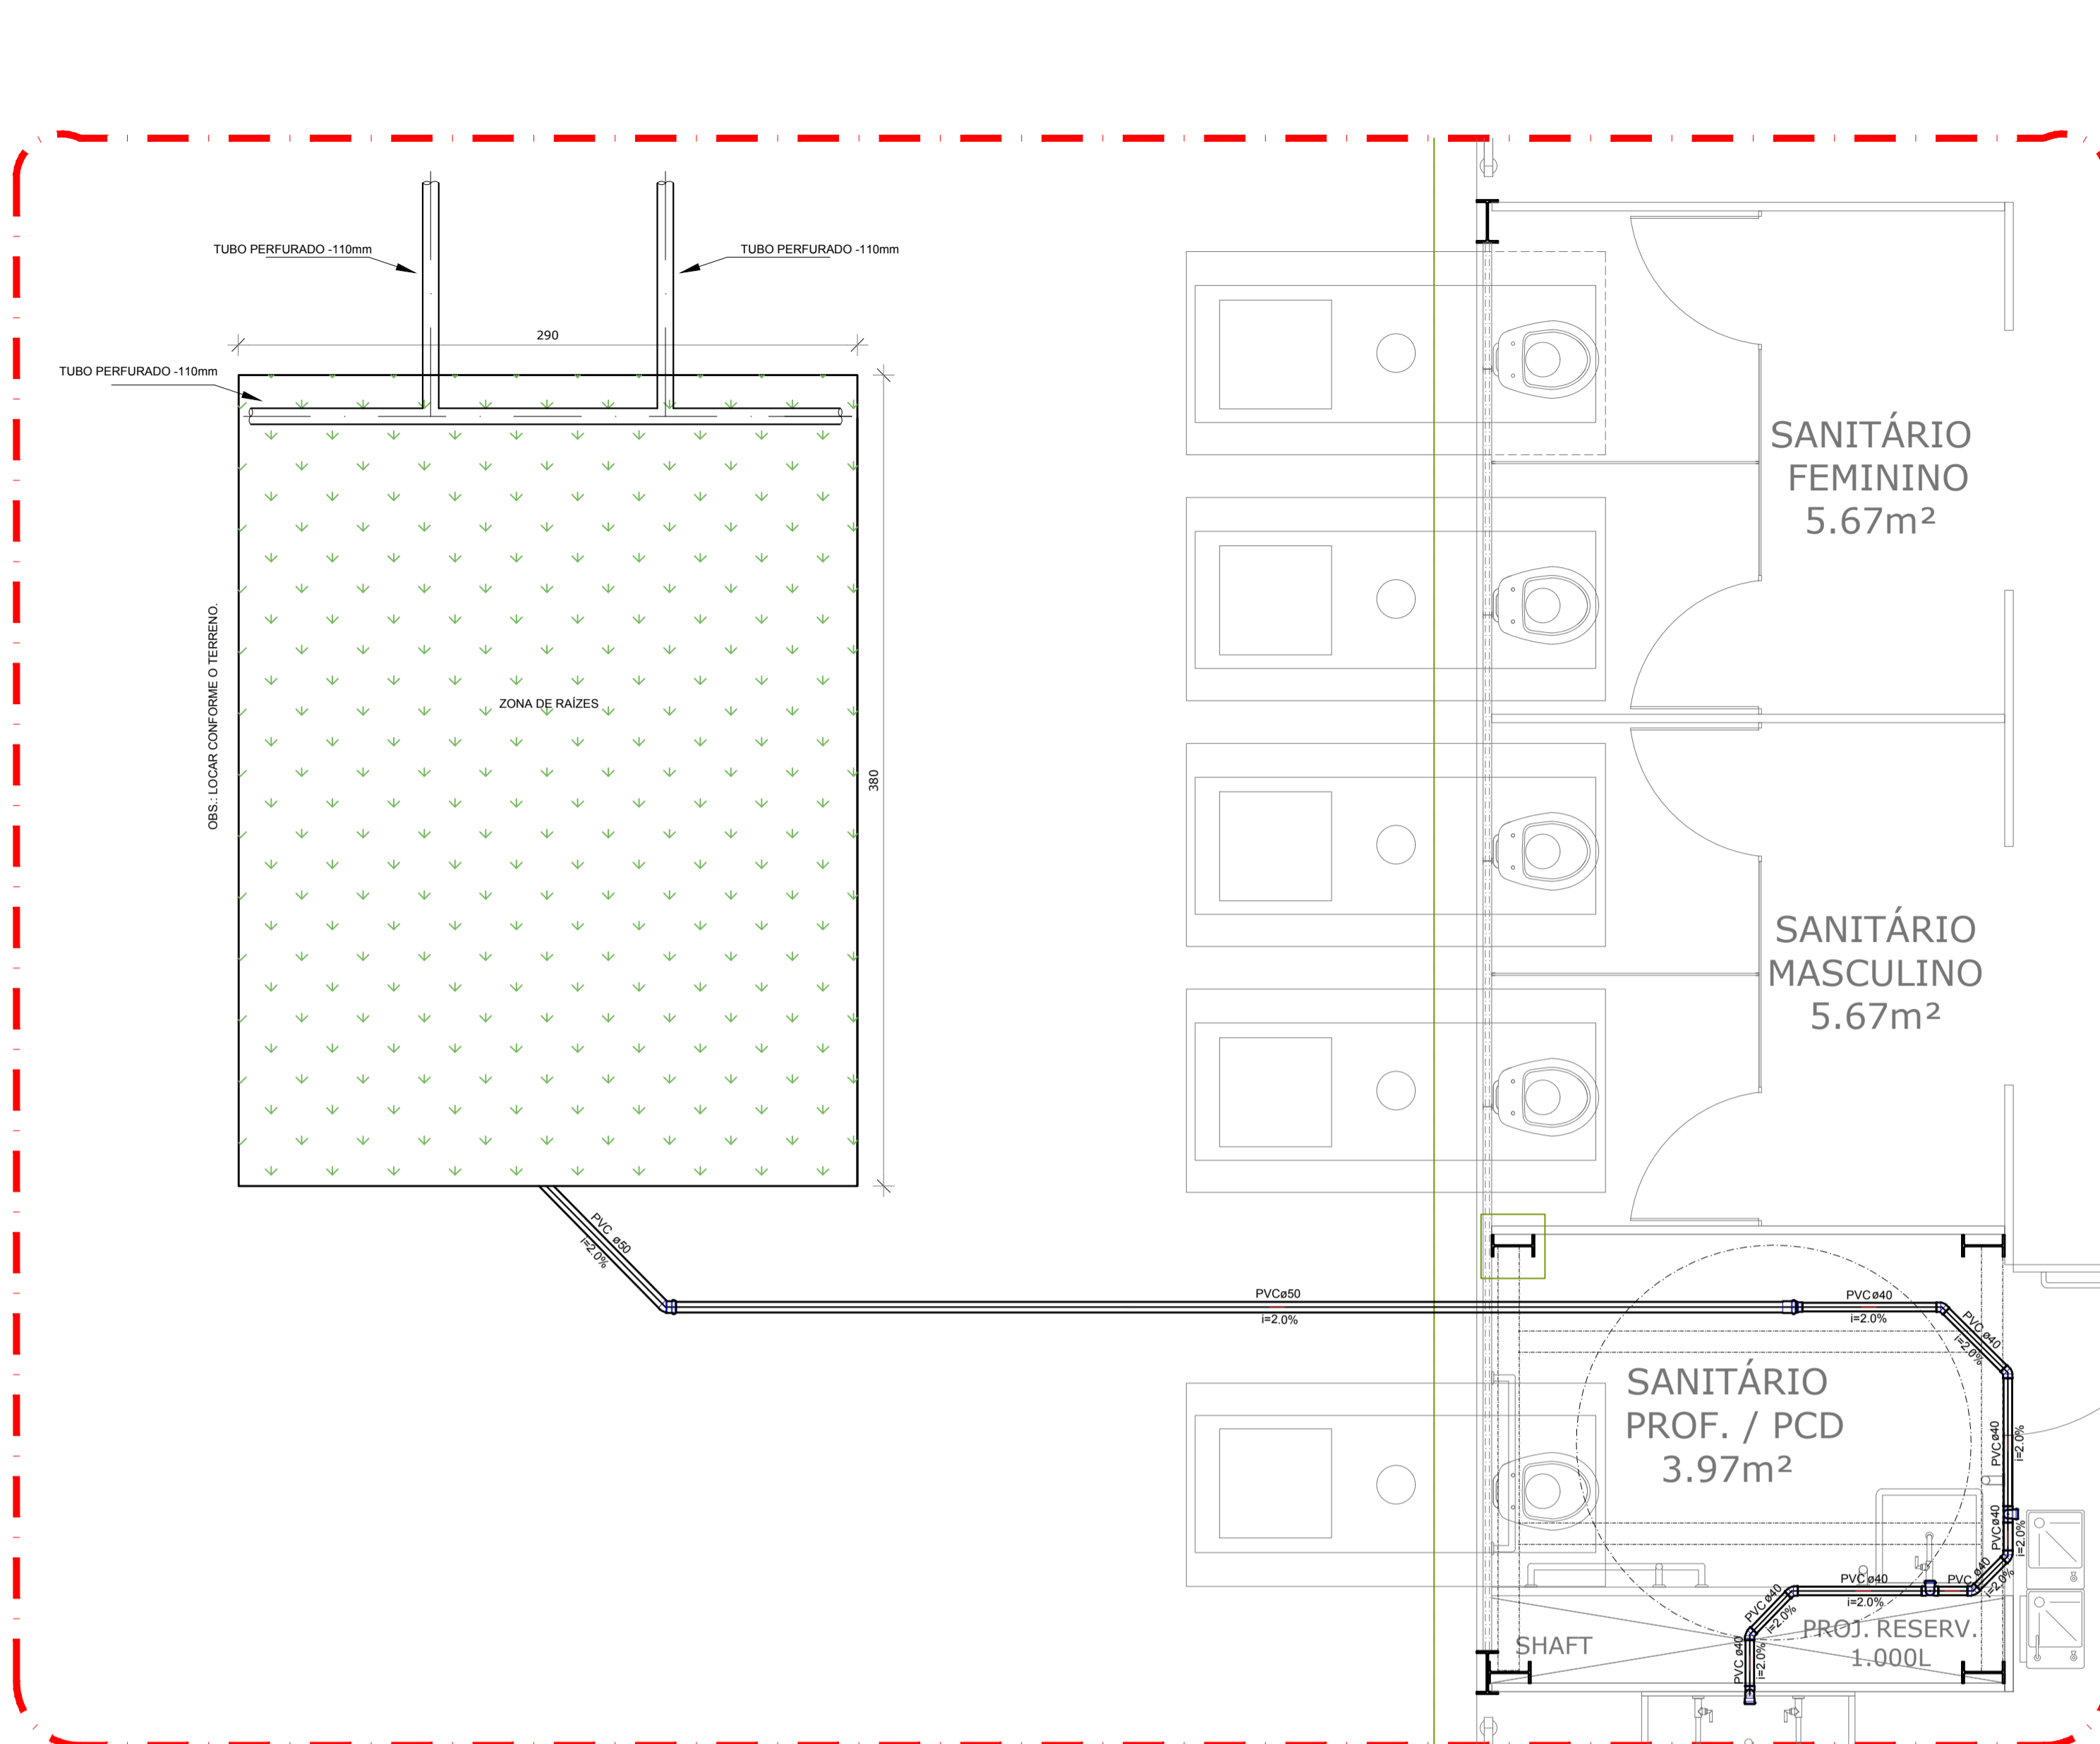 TUBO PERFURADO -110mm
TUBO PERFURADO -110mm
290
TUBO PERFURADO -110mm
SANITÁRIO
FEMININO
5.67m²
OBS.: LOCAR CONFORME O TERRENO.
ZONA DE RAÍZES
380
SANITÁRIO
MASCULINO
5.67m²
PVC ø50
i=2.0%
PVCø50
i=2.0%
PVCø40
i=2.0%
PVC ø40
i=2.0%
SANITÁRIO
PROF. / PCD
3.97m²
PVCø40
i=2.0%
PVCø40
i=2.0%
PVC ø40
i=2.0%
PVCø40
i=2.0%
PVCø40
i=2.0%
PVC ø40
i=2.0%
SHAFT
PROJ. RESERV.
1.000L